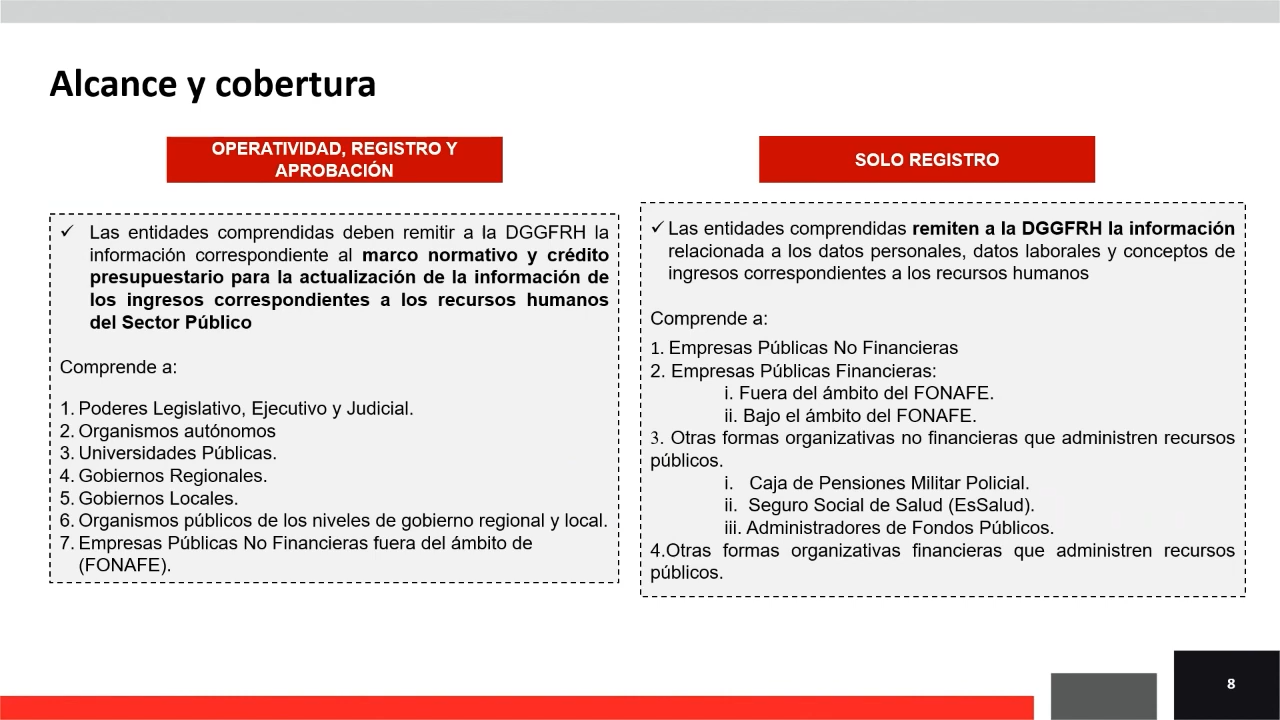 Alcance y cobertura
OPERATIVIDAD, REGISTRO Y
APROBACIÓN
✓ Las entidades comprendidas deben remitir a la DGGFRH la
información correspondiente al marco normativo y crédito
presupuestario para la actualización de la información de
los ingresos correspondientes a los recursos humanos
del Sector Público
Comprende a:
1. Poderes Legislativo, Ejecutivo y Judicial.
2. Organismos autónomos
3. Universidades Públicas.
4. Gobiernos Regionales.
5. Gobiernos Locales.
6. Organismos públicos de los niveles de gobierno regional y local.
7. Empresas Públicas No Financieras fuera del ámbito de
(FONAFE).
SOLO REGISTRO
✓ Las entidades comprendidas remiten a la DGGFRH la información
relacionada a los datos personales, datos laborales y conceptos de
ingresos correspondientes a los recursos humanos
Comprende a:
1. Empresas Públicas No Financieras
2. Empresas Públicas Financieras:
i. Fuera del ámbito del FONAFE.
ii. Bajo el ámbito del FONAFE.
3. Otras formas organizativas no financieras que administren recursos
públicos.
i. Caja de Pensiones Militar Policial.
ii. Seguro Social de Salud (EsSalud).
iii. Administradores de Fondos Públicos.
4.Otras formas organizativas financieras que administren recursos
públicos.
8